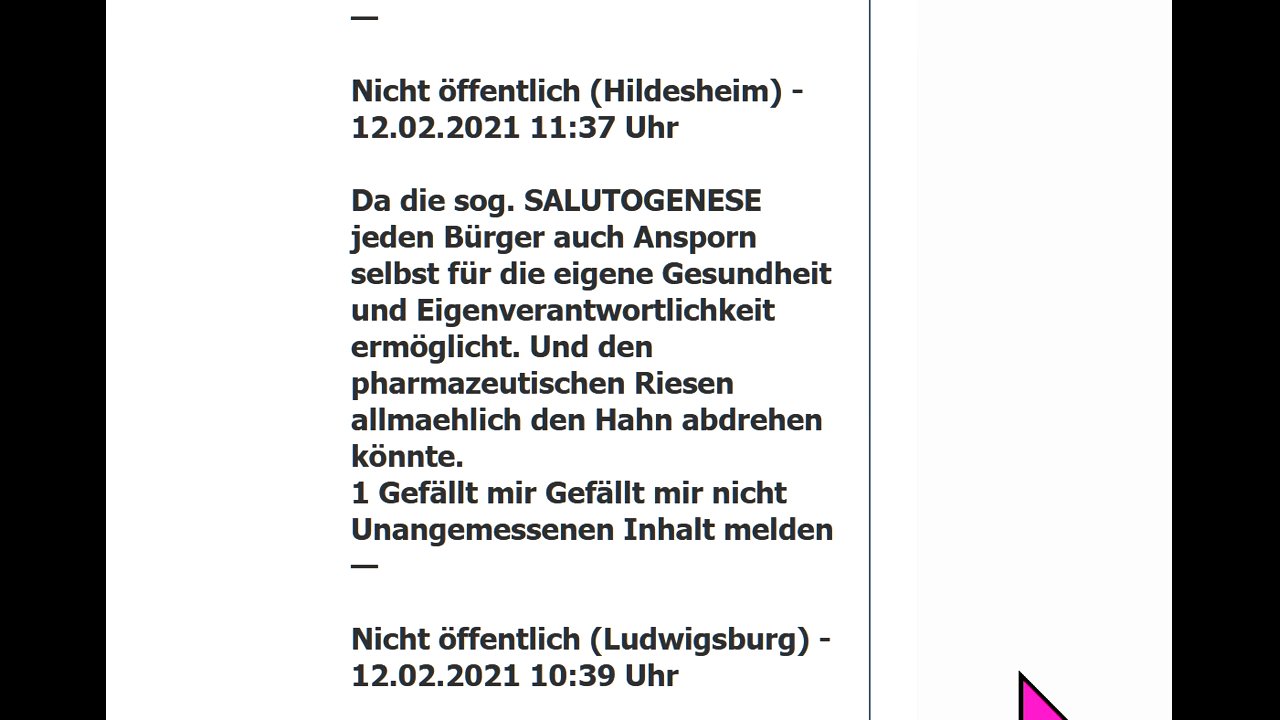 —
Nicht öffentlich (Hildesheim) -
12.02.2021 11:37 Uhr
Da die sog. SALUTOGENESE
jeden Bürger auch Ansporn
selbst für die eigene Gesundheit
und Eigenverantwortlichkeit
ermöglicht. Und den
pharmazeutischen Riesen
allmaehlich den Hahn abdrehen
könnte.
1 Gefällt mir Gefällt mir nicht
Unangemessenen Inhalt melden
—
Nicht öffentlich (Ludwigsburg) -
12.02.2021 10:39 Uhr